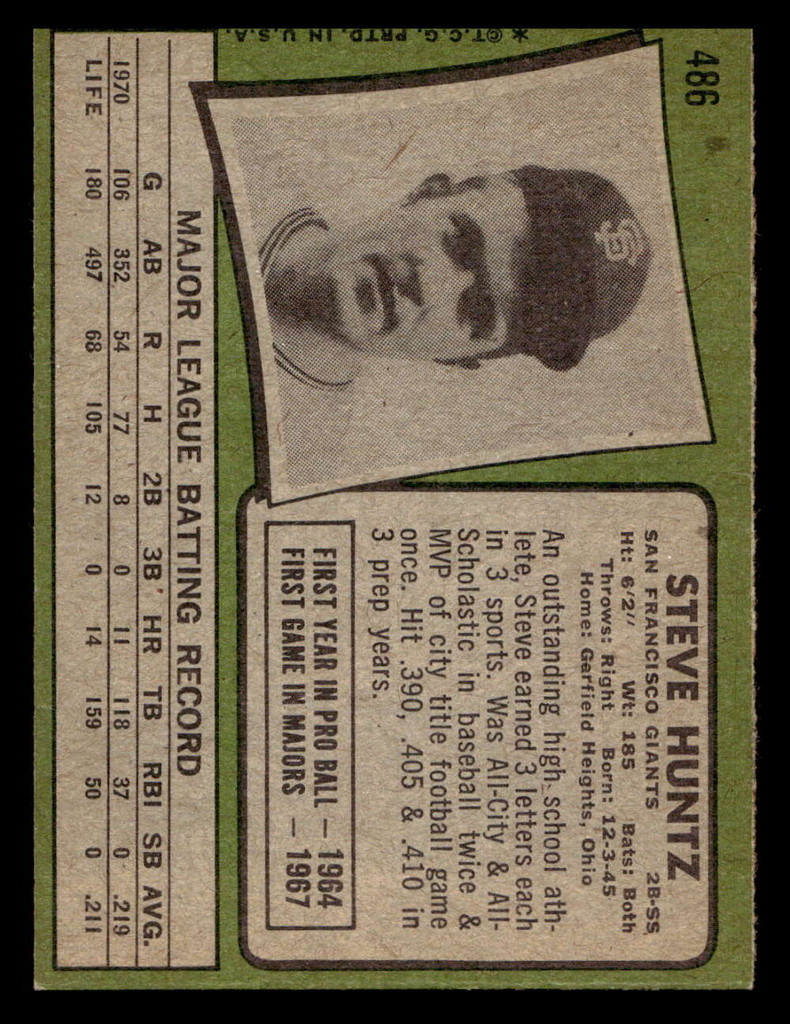 486
STEVE HUNTZ
SAN FRANCISCO GIANTS 2B-SS
Ht: 6'2" Wt: 185 Bats: Both
Throws: Right Born: 12-3-45
Home: Garfield Heights, Ohio
An outstanding high school ath-
lete, Steve earned 3 letters each
in 3 sports. Was All-City & All-
Scholastic in baseball twice &
MVP of city title football game
once. Hit .390, .405 & .410 in
3 prep years.
FIRST YEAR IN PRO BALL — 1964
FIRST GAME IN MAJORS — 1967
MAJOR LEAGUE BATTING RECORD
G AB R H 2B 3B HR TB RBI SB AVG.
1970 106 352 54 77 8 0 11 118 37 0 .219
LIFE 180 497 68 105 12 0 14 159 50 0 .211
*©T.C.G. PRTD. IN U.S.A.
SF